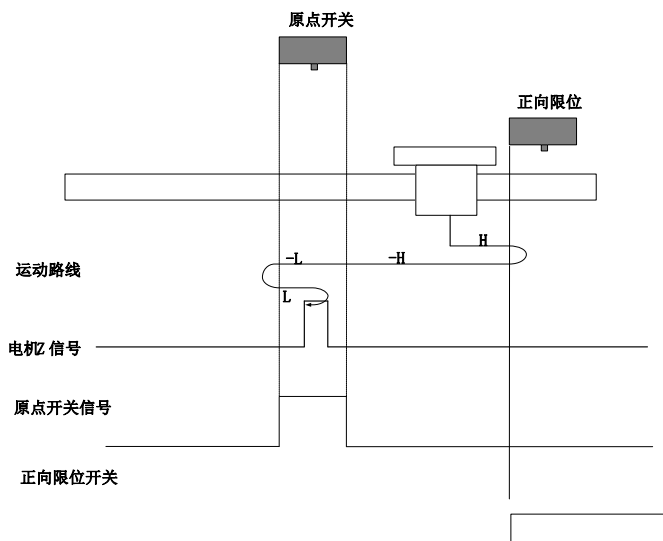 原点开关
正向限位
H
-L
-H
运动路线
L
电机Z 信号
原点开关信号
正向限位开关